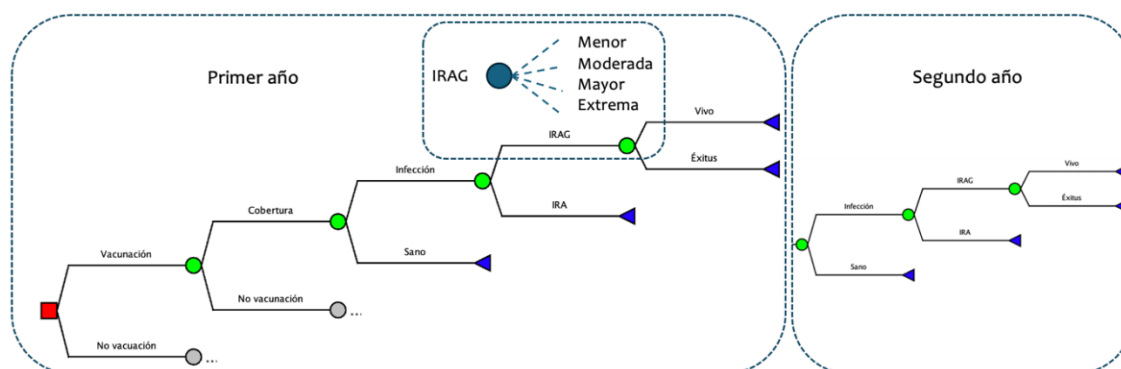 Primer año
IRAG
Menor
Moderada
Mayor
Extrema
Vivo
IRAG
Éxitus
Infección
IRA
Cobertura
Sano
Vacunación
No vacunación
...
No vacuación
...
Segundo año
Vivo
IRAG
Éxitus
Infección
IRA
Sano